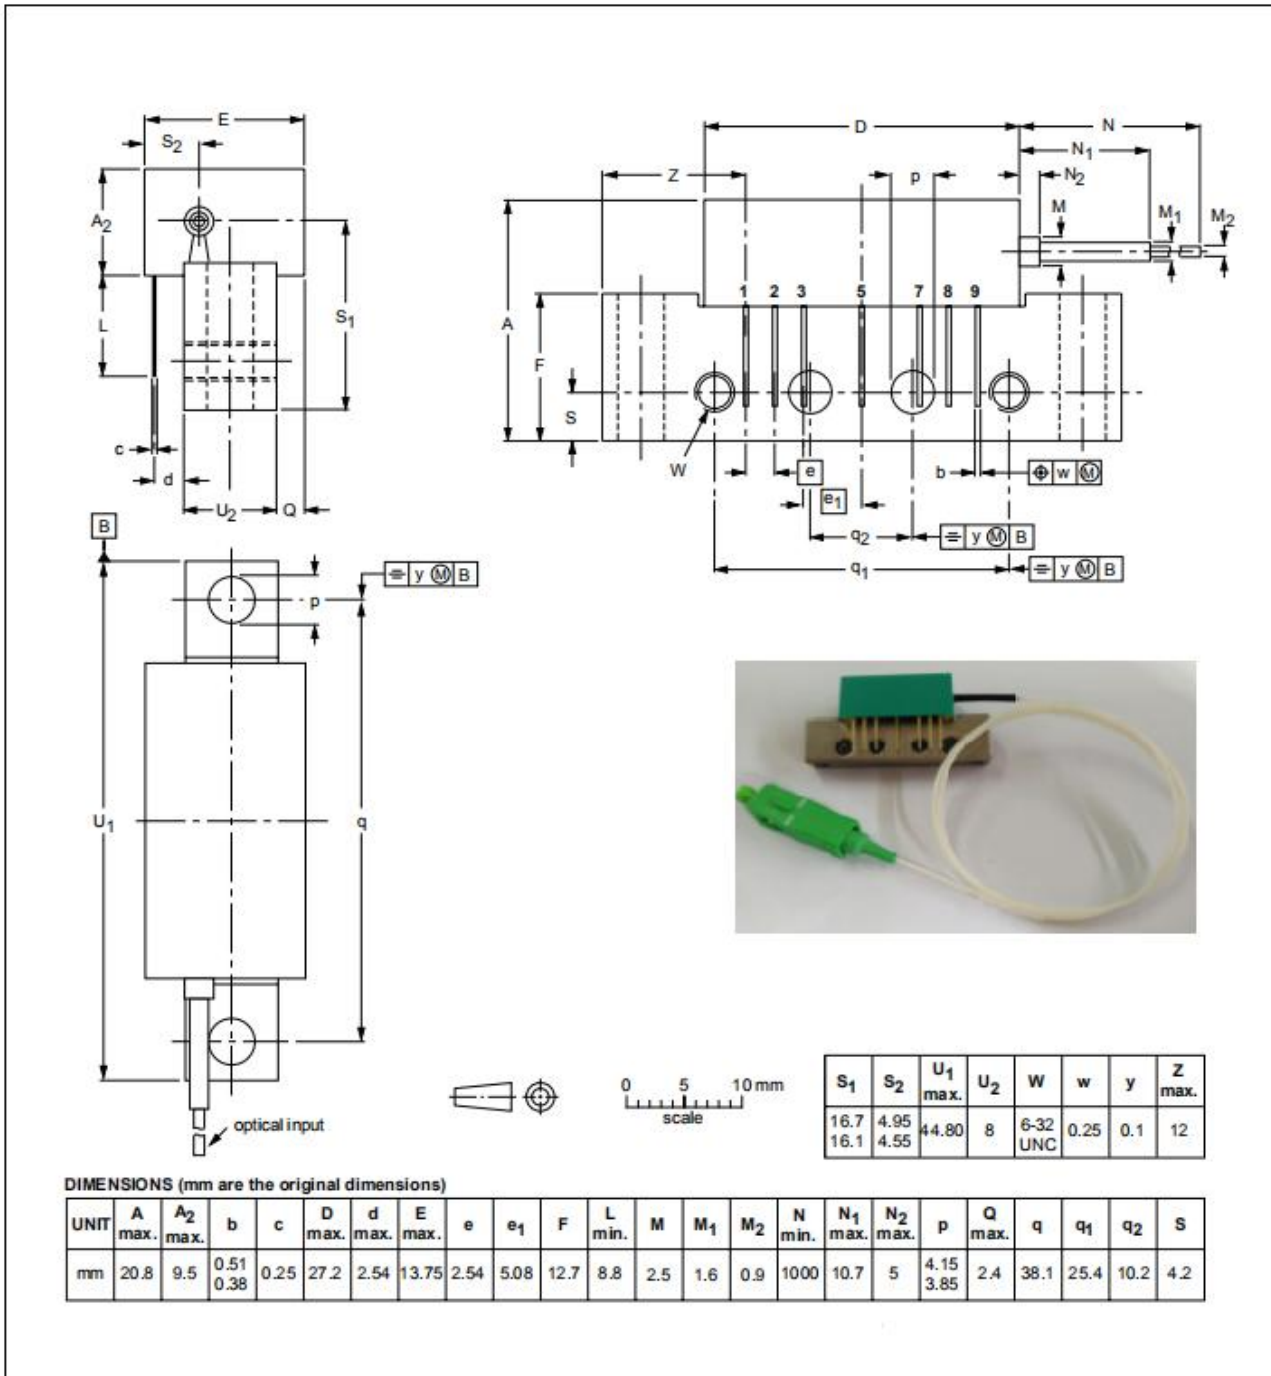 E
S2
A2
L
S1
c
d
U2
Q
D
N
N1
Z
p
N2
M
M1
M2
A
F
S
1 2 3 5 7 8 9
W
e
b
w M
e1
q2
y M B
q1
y M B
B
y M B
p
U1
q
optical input
0 5 10 mm
scale
S1 S2 U1 max. U2 W w y Z max.
16.7 16.1 4.95 4.55 44.80 8 6-32 UNC 0.25 0.1 12
DIMENSIONS (mm are the original dimensions)
UNIT A max. A2 max. b c D max. d max. E max. e e1 F L min. M M1 M2 N min. N1 max. N2 max. p Q max. q q1 q2 S
mm 20.8 9.5 0.51 0.38 0.25 27.2 2.54 13.75 2.54 5.08 12.7 8.8 2.5 1.6 0.9 1000 10.7 5 4.15 3.85 2.4 38.1 25.4 10.2 4.2